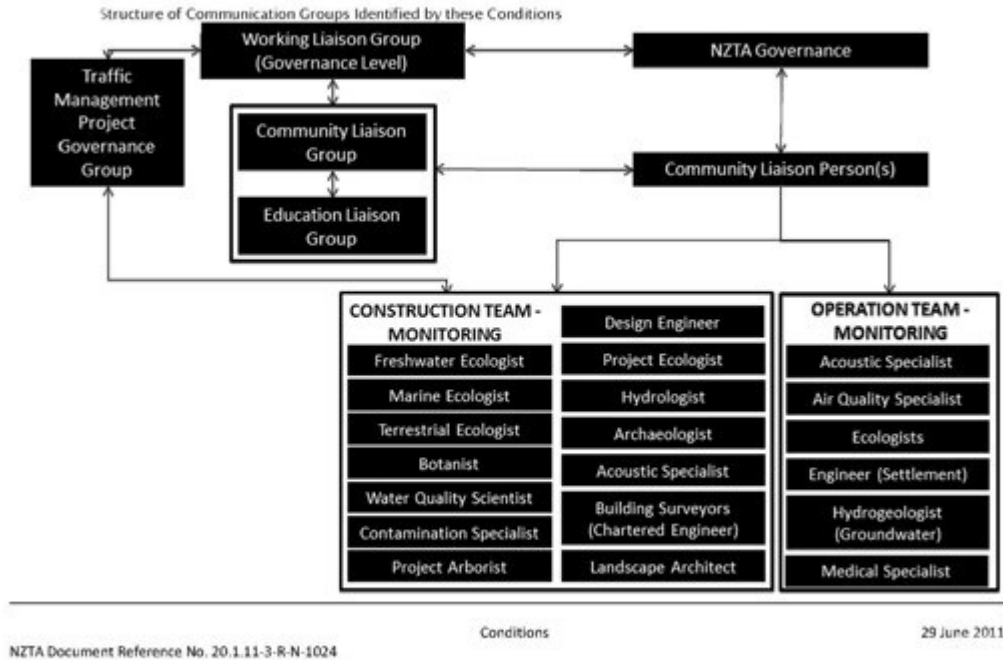 Structure of Communication Groups Identified by these Conditions
Working Liaison Group
(Governance Level)
NZTA Governance
Traffic
Management
Project
Governance
Group
Community Liaison
Group
Community Liaison Person(s)
Education Liaison
Group
CONSTRUCTION TEAM -
MONITORING
Freshwater Ecologist
Marine Ecologist
Terrestrial Ecologist
Botanist
Water Quality Scientist
Contamination Specialist
Project Arborist
Design Engineer
Project Ecologist
Hydrologist
Archaeologist
Acoustic Specialist
Building Surveyors
(Chartered Engineer)
Landscape Architect
OPERATION TEAM -
MONITORING
Acoustic Specialist
Air Quality Specialist
Ecologists
Engineer (Settlement)
Hydrogeologist
(Groundwater)
Medical Specialist
Conditions
29 June 2011
NZTA Document Reference No. 20.1.11-3-R-N-1024